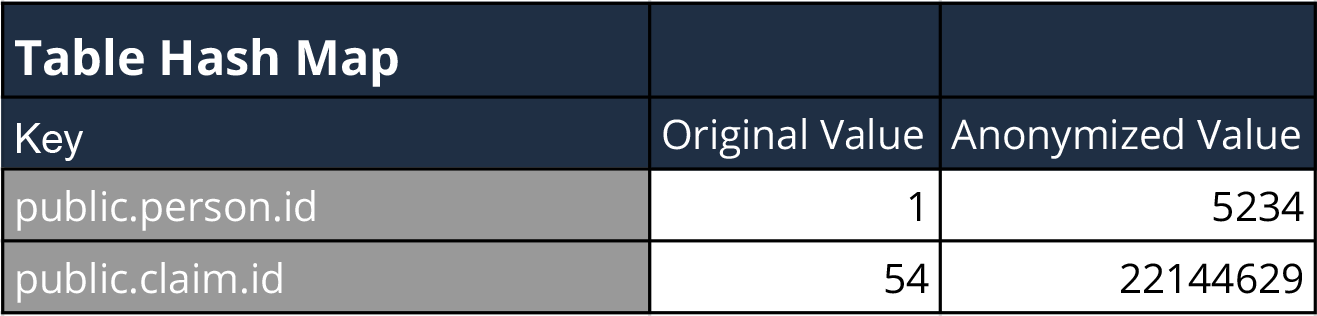 Table Hash Map
Key Original Value Anonymized Value
public.person.id 1 5234
public.claim.id 54 22144629